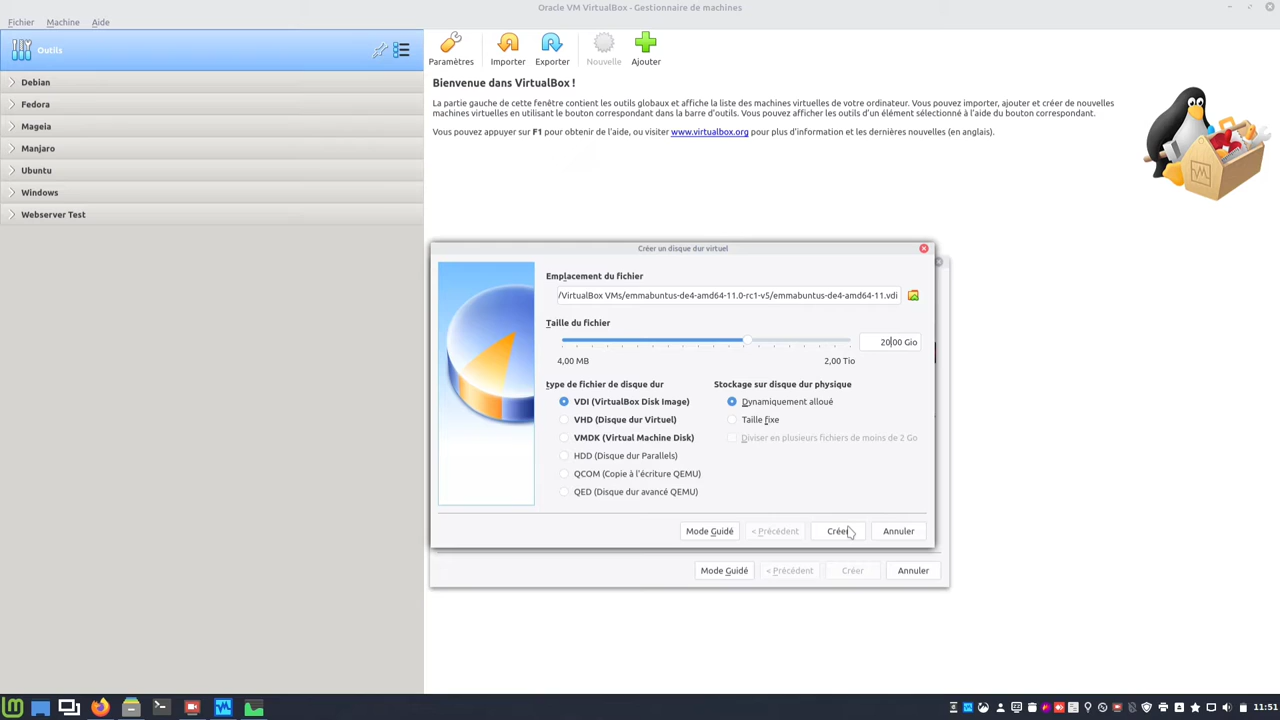 Oracle VM VirtualBox - Gestionnaire de machines
Fichier Machine Aide
Outils
Debian
Fedora
Mageia
Manjaro
Ubuntu
Windows
Webserver Test
Paramètres Importer Exporter Nouvelle Ajouter
Bienvenue dans VirtualBox !
La partie gauche de cette fenêtre contient les outils globaux et affiche la liste des machines virtuelles de votre ordinateur. Vous pouvez importer, ajouter et créer de nouvelles
machines virtuelles en utilisant le bouton correspondant dans la barre d'outils. Vous pouvez afficher les outils d'un élément sélectionné à l'aide du bouton correspondant.
Vous pouvez appuyer sur F1 pour obtenir de l'aide, ou visiter www.virtualbox.org pour plus d'information et les dernières nouvelles (en anglais).
Créer un disque dur virtuel
Emplacement du fichier
/VirtualBox VMs/emmabuntus-de4-amd64-11.0-rc1-v5/emmabuntus-de4-amd64-11.vdi
Taille du fichier
20,00 Gio
4,00 MB 2,00 Tio
type de fichier de disque dur
VDI (VirtualBox Disk Image)
VHD (Disque dur Virtuel)
VMDK (Virtual Machine Disk)
HDD (Disque dur Parallels)
QCOM (Copie à l'écriture QEMU)
QED (Disque dur avancé QEMU)
Stockage sur disque dur physique
Dynamiquement alloué
Taille fixe
Diviser en plusieurs fichiers de moins de 2 Go
Mode Guidé < Précédent Créer Annuler
Mode Guidé < Précédent Créer Annuler
11:51